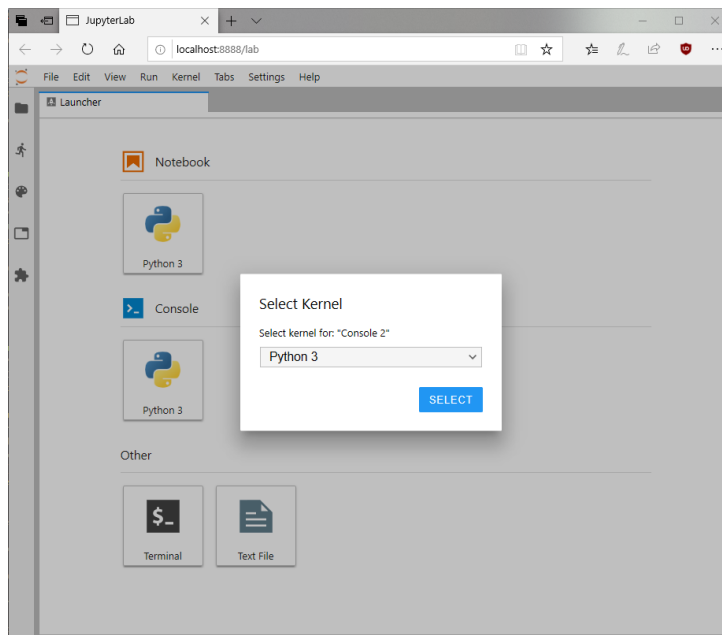 JupyterLab
localhost:8888/lab
File Edit View Run Kernel Tabs Settings Help
Launcher
Notebook
Python 3
Select Kernel
Select kernel for: "Console 2"
Python 3
SELECT
Console
Python 3
Other
$_
Terminal
Text File